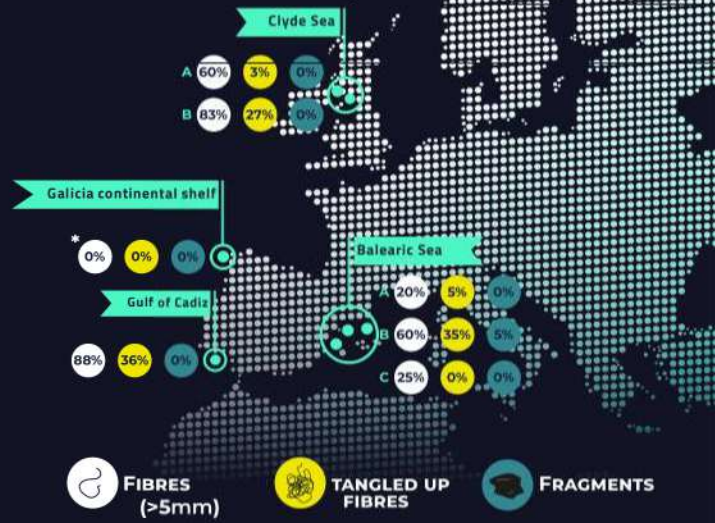 Clyde Sea
A 60% 3% 0%
B 83% 27% 0%
Galicia continental shelf
* 0% 0% 0%
Balearic Sea
A 20% 5% 0%
B 60% 35% 5%
C 25% 0% 0%
Gulf of Cadiz
88% 36% 0%
FIBRES
(>5mm)
TANGLED UP
FIBRES
FRAGMENTS